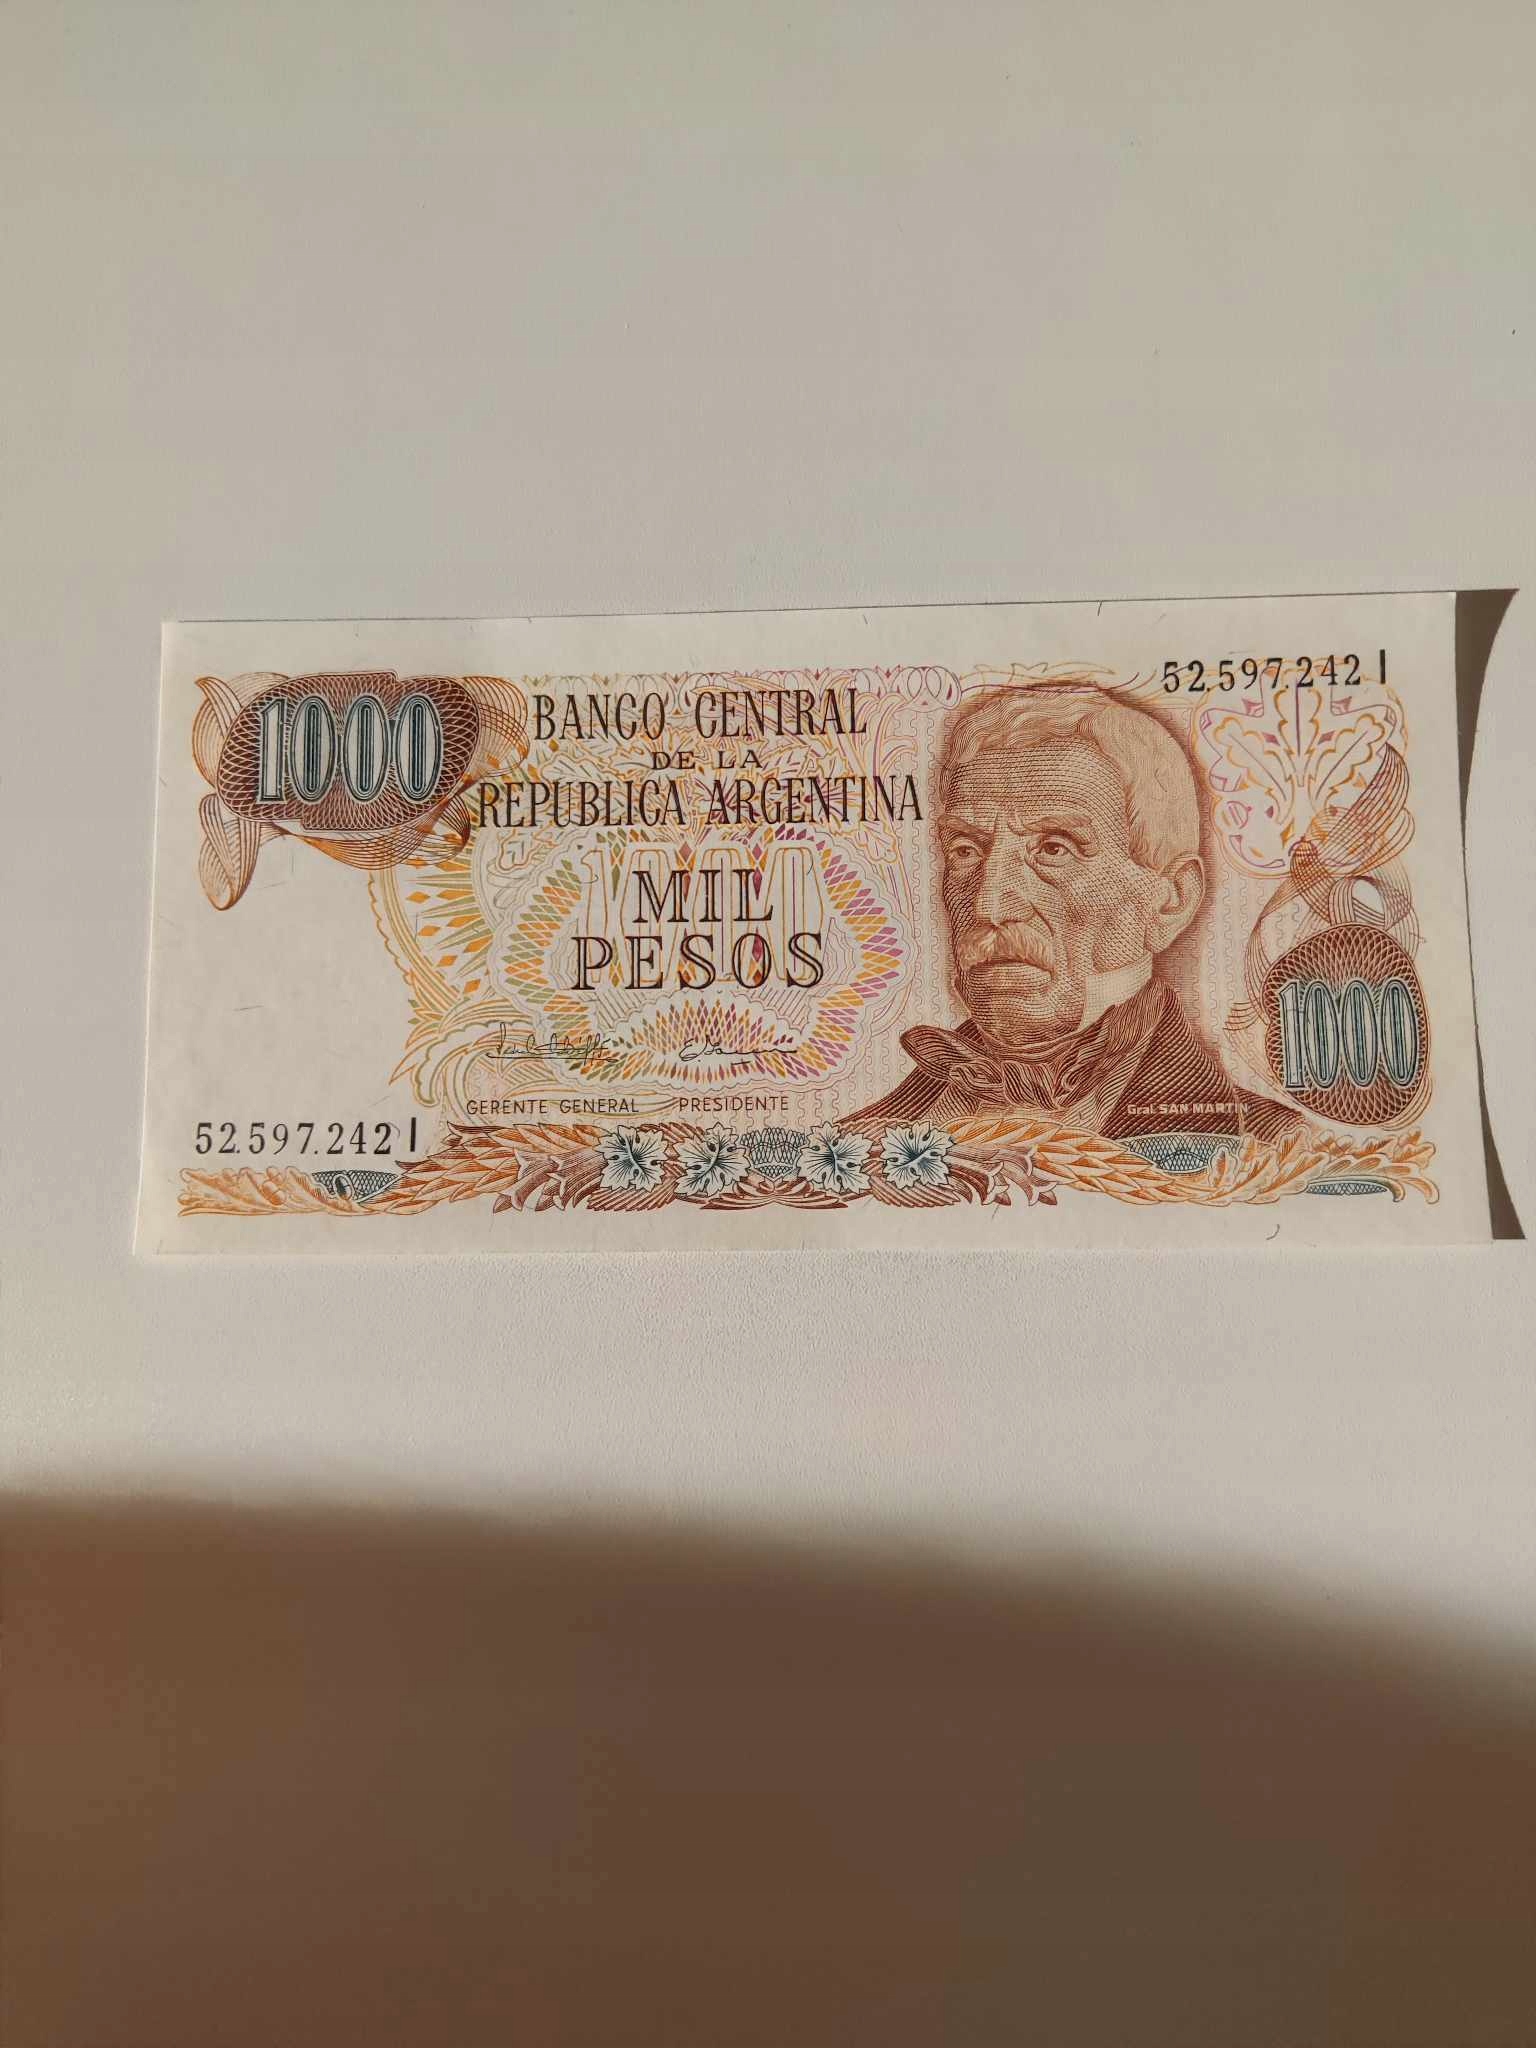 52.597.242 I
1000
BANCO CENTRAL
DE LA
REPUBLICA ARGENTINA
1000
MIL
PESOS
1000
GERENTE GENERAL PRESIDENTE
Gral. SAN MARTIN
52.597.242 I